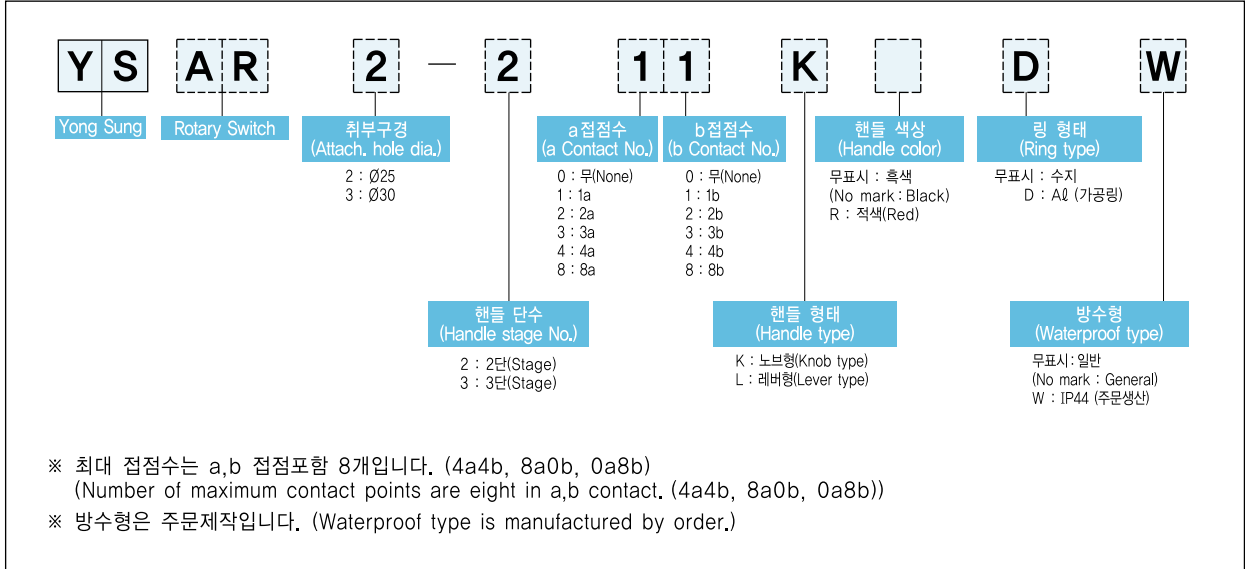 YS AR 2 - 2 1 1 K D W
Yong Sung
Rotary Switch
취부구경
(Attach. hole dia.)
2 : Ø25
3 : Ø30
a접점수
(a Contact No.)
0 : 무(None)
1 : 1a
2 : 2a
3 : 3a
4 : 4a
8 : 8a
b접점수
(b Contact No.)
0 : 무(None)
1 : 1b
2 : 2b
3 : 3b
4 : 4b
8 : 8b
핸들 색상
(Handle color)
무표시 : 흑색
(No mark : Black)
R : 적색(Red)
링 형태
(Ring type)
무표시 : 수지
D : Aℓ (가공링)
핸들 단수
(Handle stage No.)
2 : 2단(Stage)
3 : 3단(Stage)
핸들 형태
(Handle type)
K : 노브형(Knob type)
L : 레버형(Lever type)
방수형
(Waterproof type)
무표시 : 일반
(No mark : General)
W : IP44 (주문생산)
※ 최대 접점수는 a,b 접점포함 8개입니다. (4a4b, 8a0b, 0a8b)
(Number of maximum contact points are eight in a,b contact. (4a4b, 8a0b, 0a8b))
※ 방수형은 주문제작입니다. (Waterproof type is manufactured by order.)